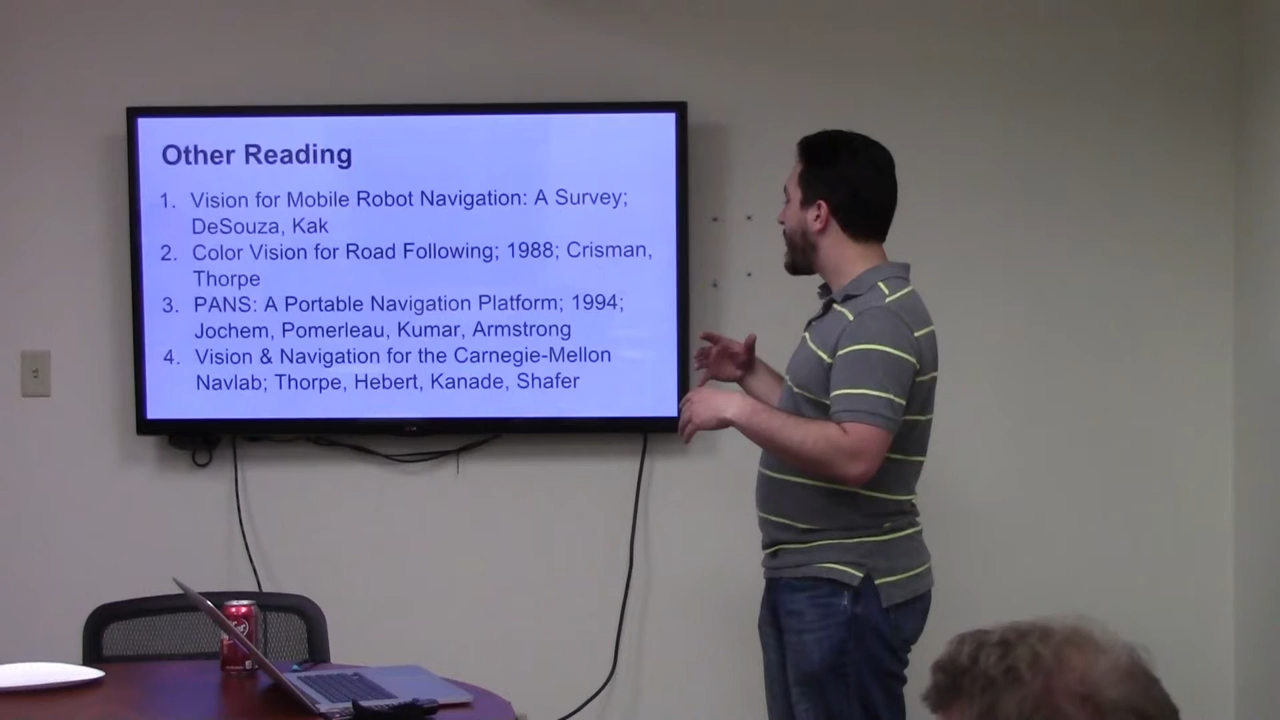 Other Reading
1. Vision for Mobile Robot Navigation: A Survey;
DeSouza, Kak
2. Color Vision for Road Following; 1988; Crisman,
Thorpe
3. PANS: A Portable Navigation Platform; 1994;
Jochem, Pomerleau, Kumar, Armstrong
4. Vision & Navigation for the Carnegie-Mellon
Navlab; Thorpe, Hebert, Kanade, Shafer